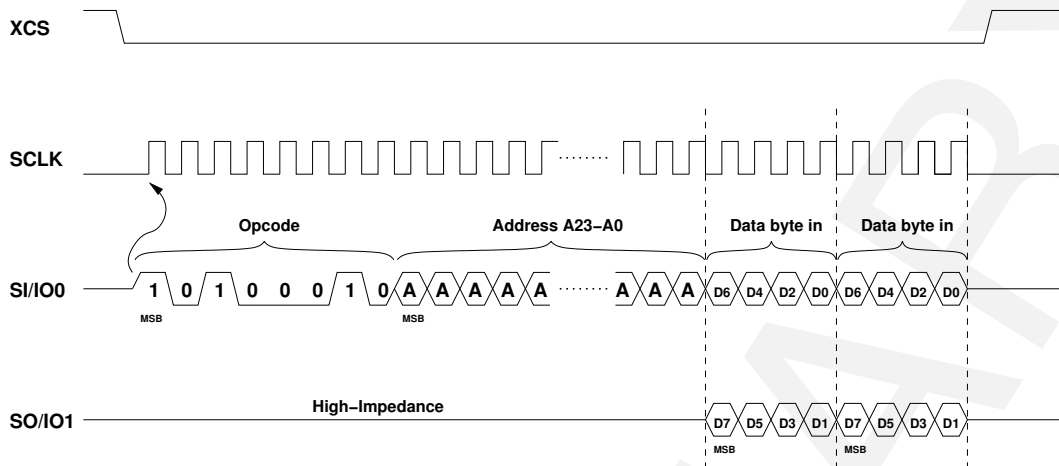 XCS
SCLK
Opcode Address A23–A0 Data byte in Data byte in
SI/IO0 1 0 1 0 0 0 1 0 A A A A A A A A D6 D4 D2 D0 D6 D4 D2 D0
MSB MSB
High–Impedance
SO/IO1 D7 D5 D3 D1 D7 D5 D3 D1
MSB MSB